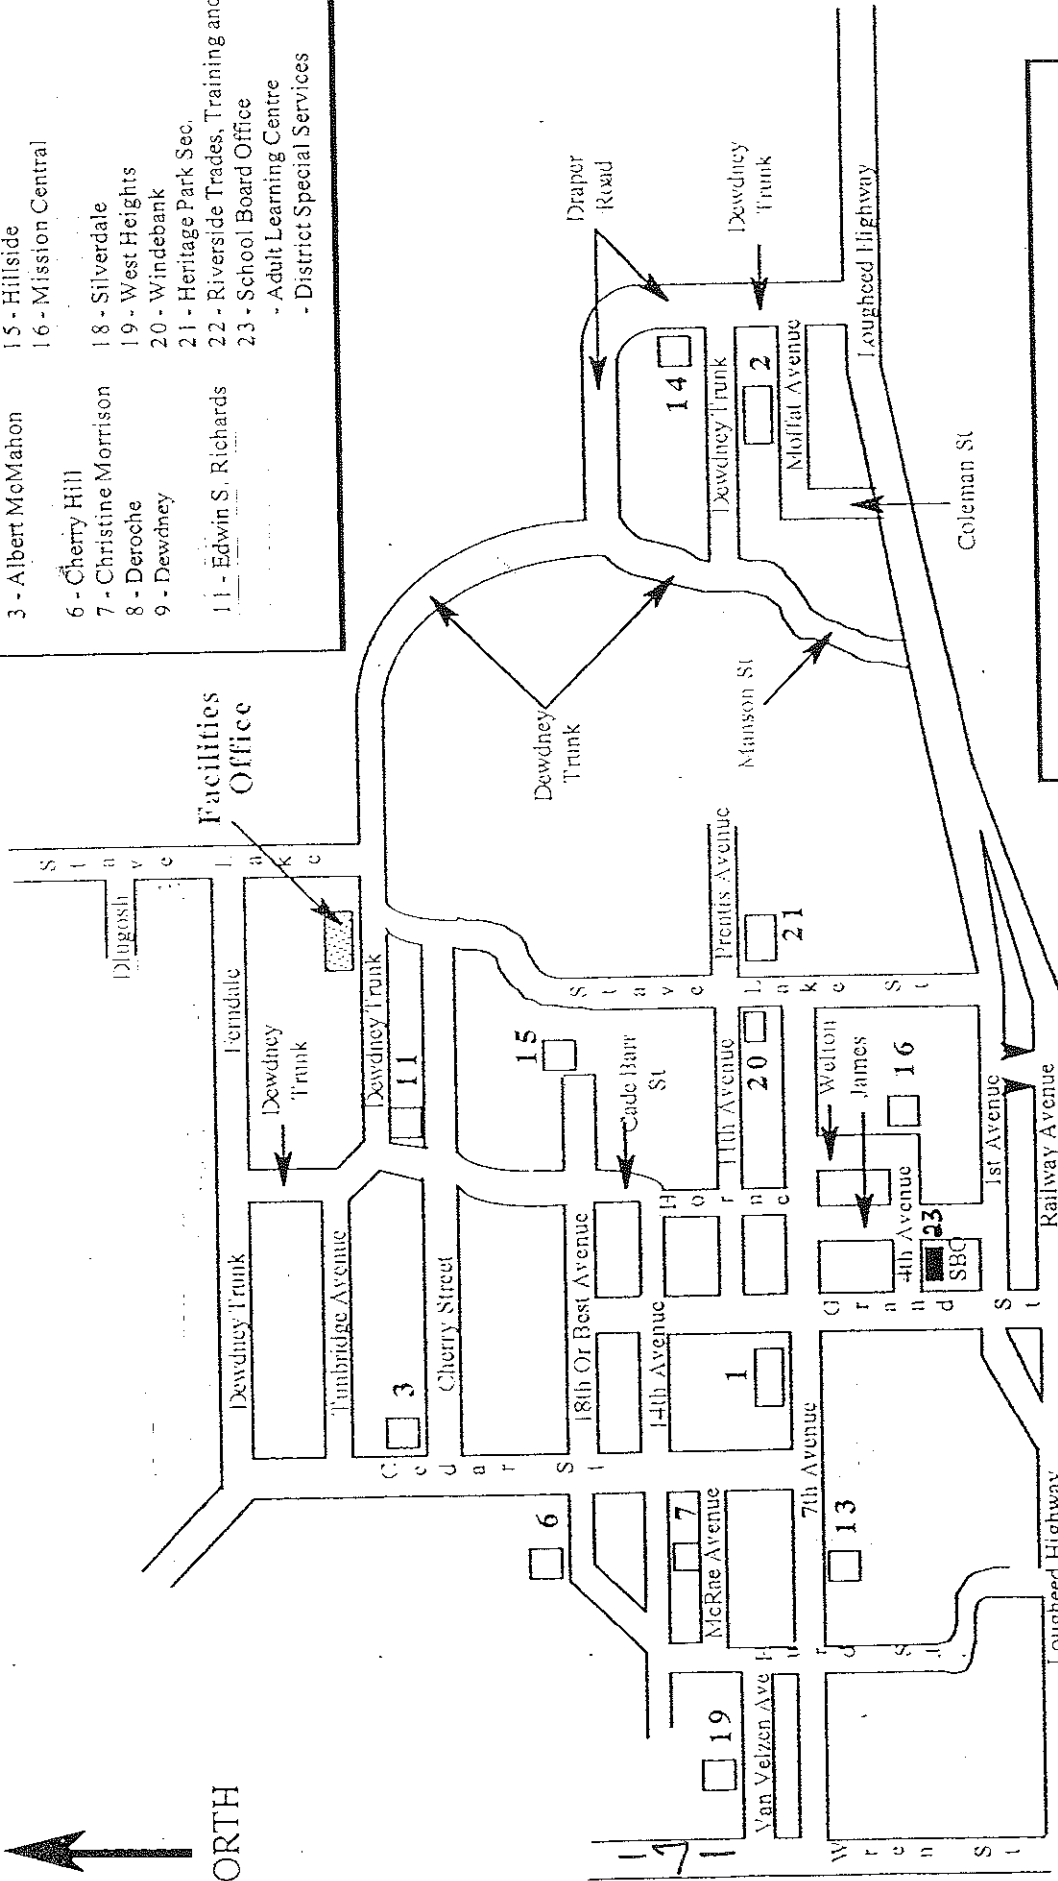 3 - Albert McMahon
6 - Cherry Hill
7 - Christine Morrison
8 - Deroche
9 - Dewdney
11 - Edwin S. Richards
15 - Hillside
16 - Mission Central
18 - Silverdale
19 - West Heights
20 - Windebank
21 - Heritage Park Sec.
22 - Riverside Trades, Training and
23 - School Board Office
- Adult Learning Centre
- District Special Services
ORTH
Facilities
Office
Stave Lake
Dlugosh
Ferndale
Dewdney
Trunk
Dewdney Trunk
Dewdney Trunk
Tunbridge Avenue
11
3
Cherry Street
Cedar St
15
6
18th Or Best Avenue
Cade Barr
St
14th Avenue
Horne
11th Avenue
20
Stave Lake St
Prentis Avenue
21
Welton
James
16
4th Avenue
23
SBO
Grand St
1
7
McRae Avenue
7th Avenue
13
Hurd St.
19
Van Velzen Ave
Wren St
1st Avenue
Railway Avenue
Lougheed Highway
Dewdney
Trunk
Manson St
Draper
Road
14
Dewdney Trunk
2
Dewdney
Trunk
Moffat Avenue
Coleman St
Lougheed Highway